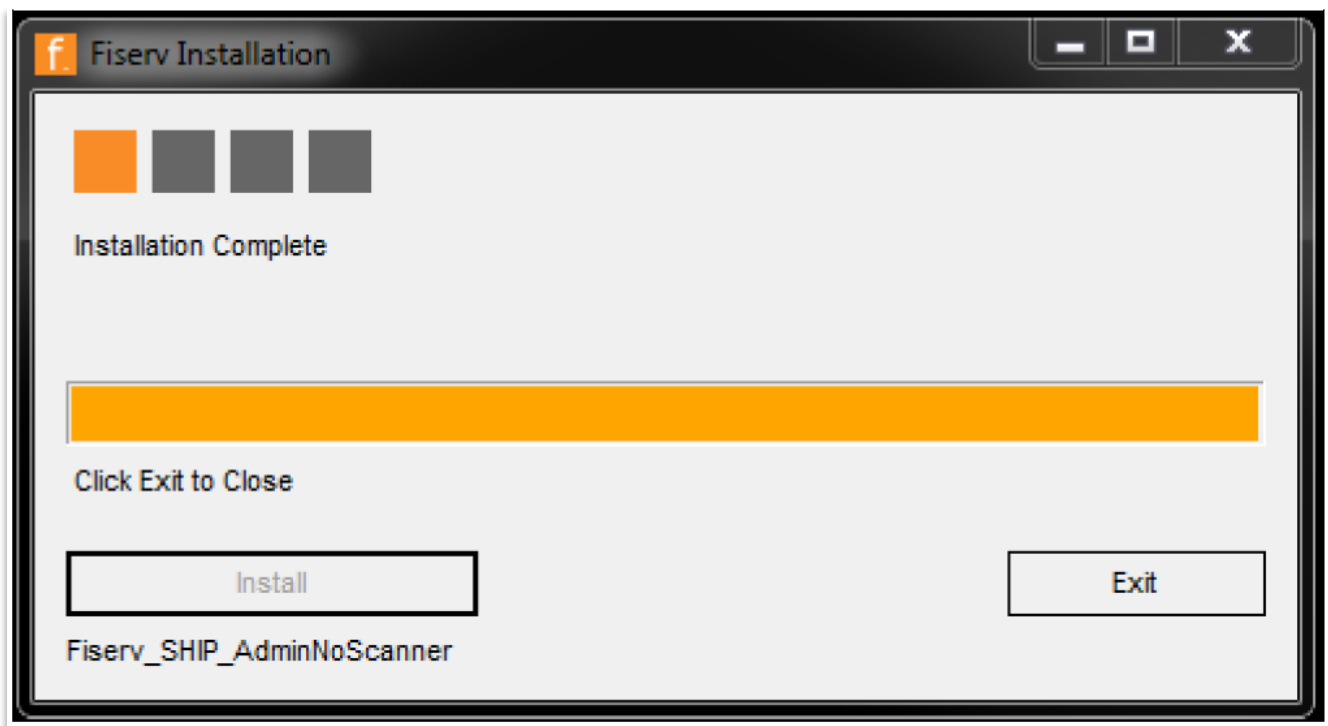 f
Fiserv Installation
Installation Complete
Click Exit to Close
Install
Exit
Fiserv_SHIP_AdminNoScanner